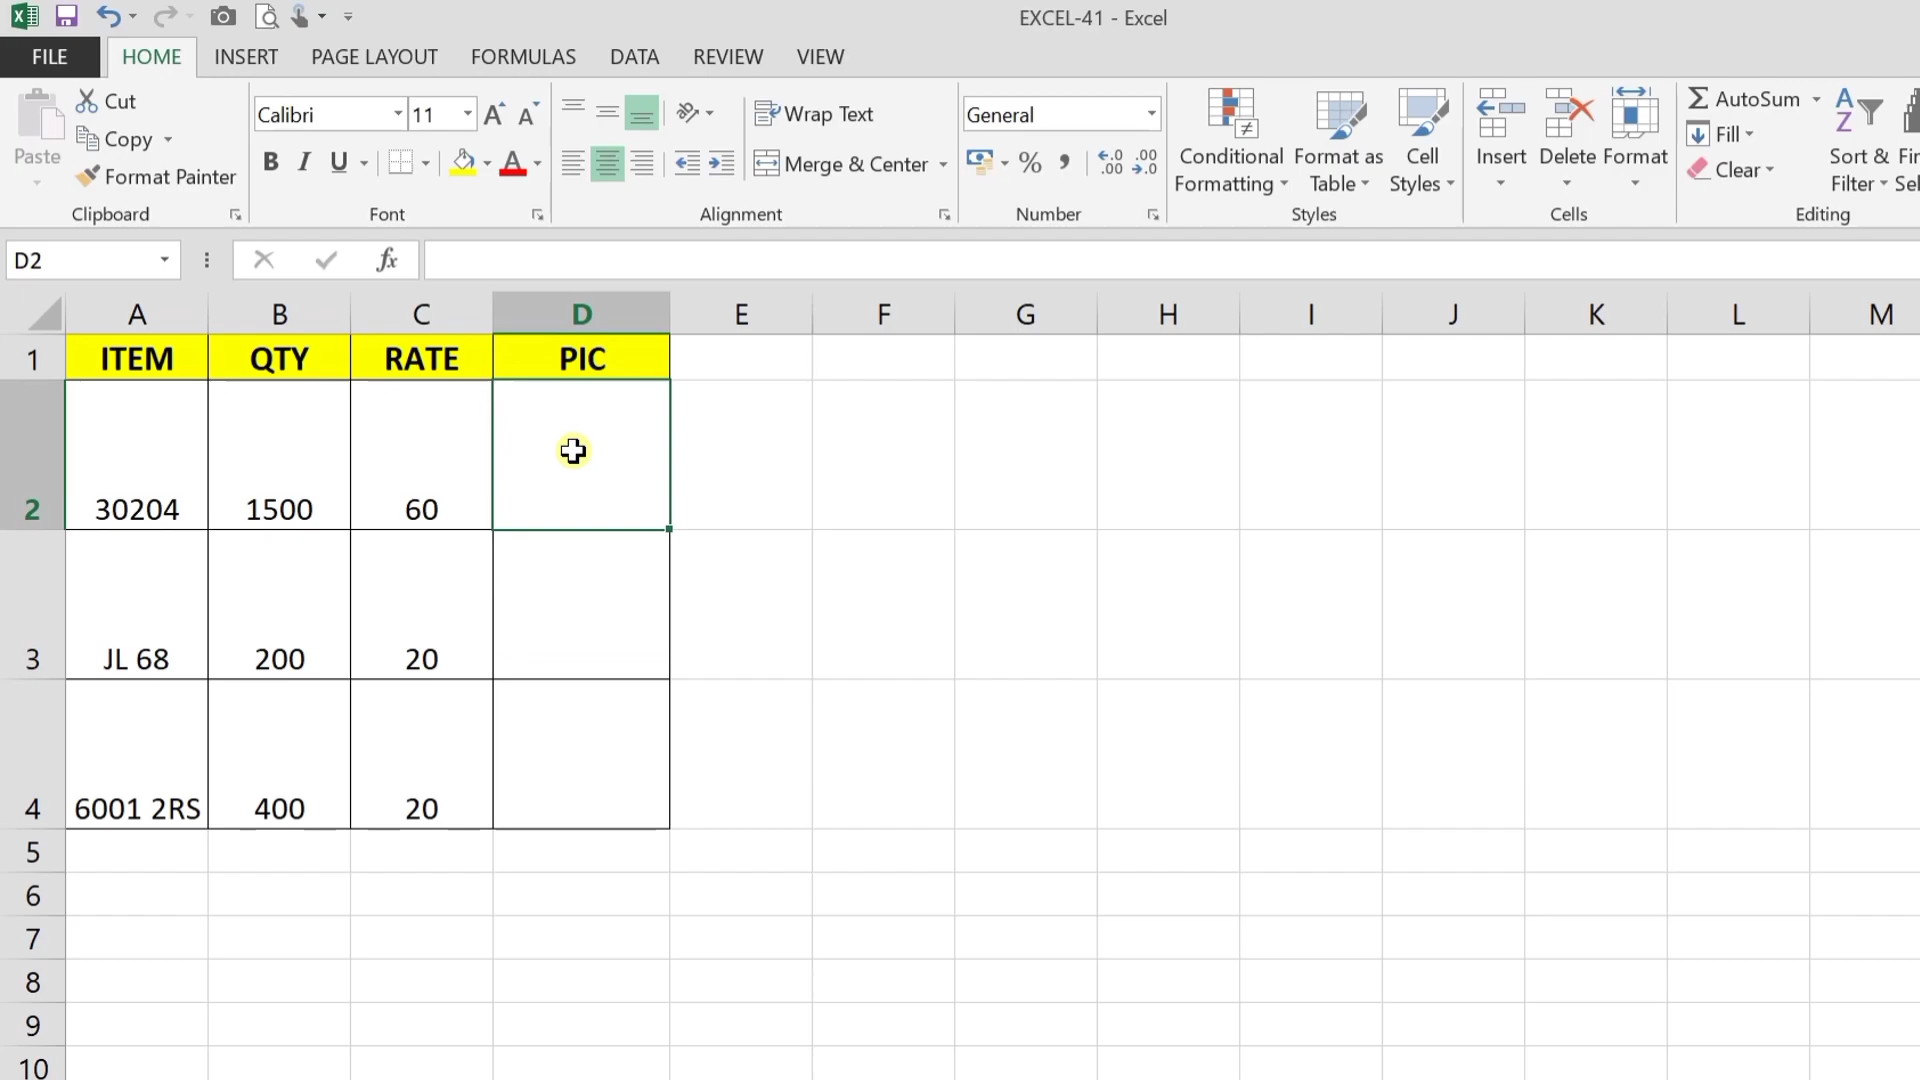 EXCEL-41 - Excel
FILE HOME INSERT PAGE LAYOUT FORMULAS DATA REVIEW VIEW
Paste
Cut
Copy
Format Painter
Clipboard
Calibri 11
B I U
Font
Wrap Text
Merge & Center
Alignment
General
Number
Conditional Formatting
Format as Table
Cell Styles
Styles
Insert Delete Format
Cells
AutoSum
Fill
Clear
Sort & Filter
Editing
D2
fx
A B C D E F G H I J K L M
1 ITEM QTY RATE PIC
2 30204 1500 60
3 JL 68 200 20
4 6001 2RS 400 20
5
6
7
8
9
10